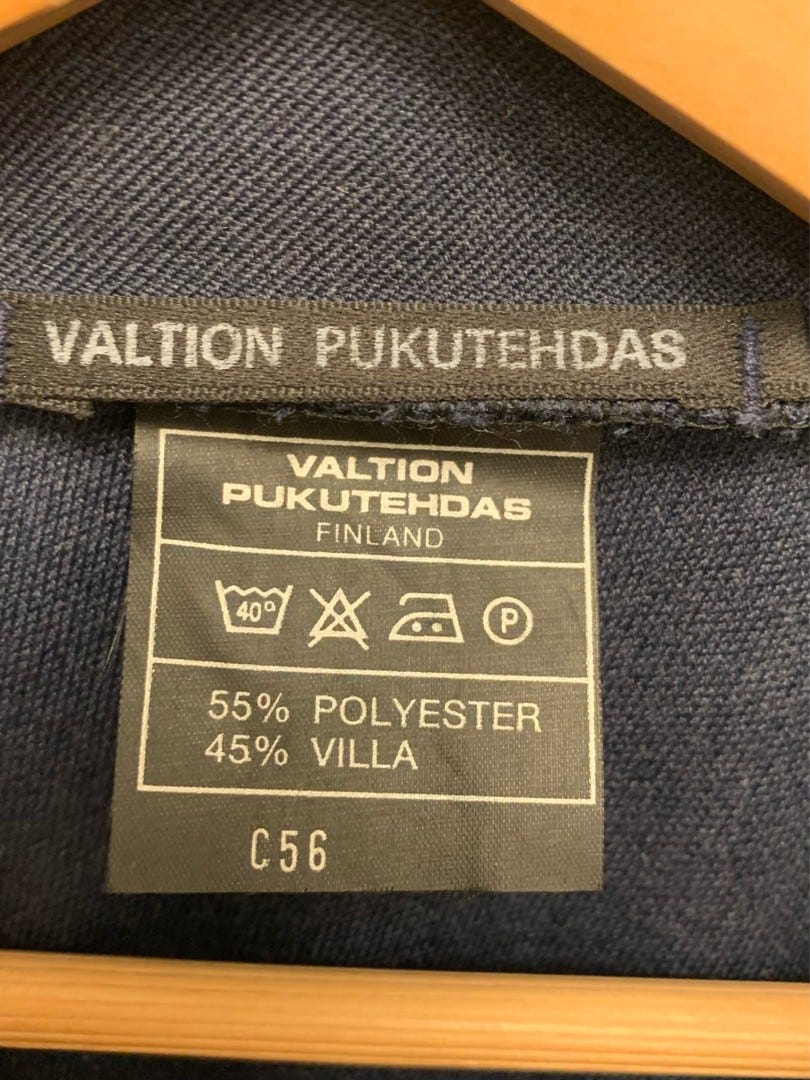 VALTION PUKUTEHDAS
VALTION
PUKUTEHDAS
FINLAND
40° P
55% POLYESTER
45% VILLA
C56